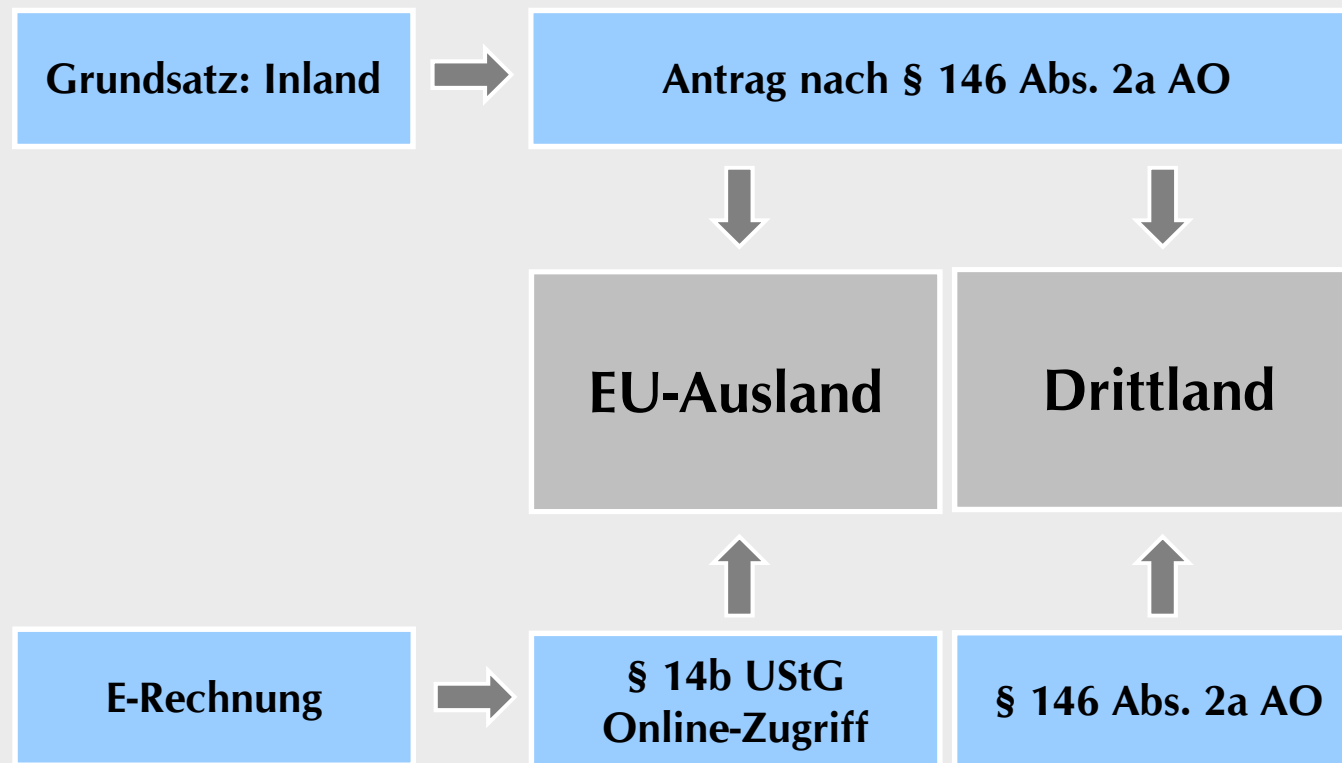 Grundsatz: Inland
Antrag nach § 146 Abs. 2a AO
EU-Ausland
Drittland
E-Rechnung
§ 14b UStG
Online-Zugriff
§ 146 Abs. 2a AO